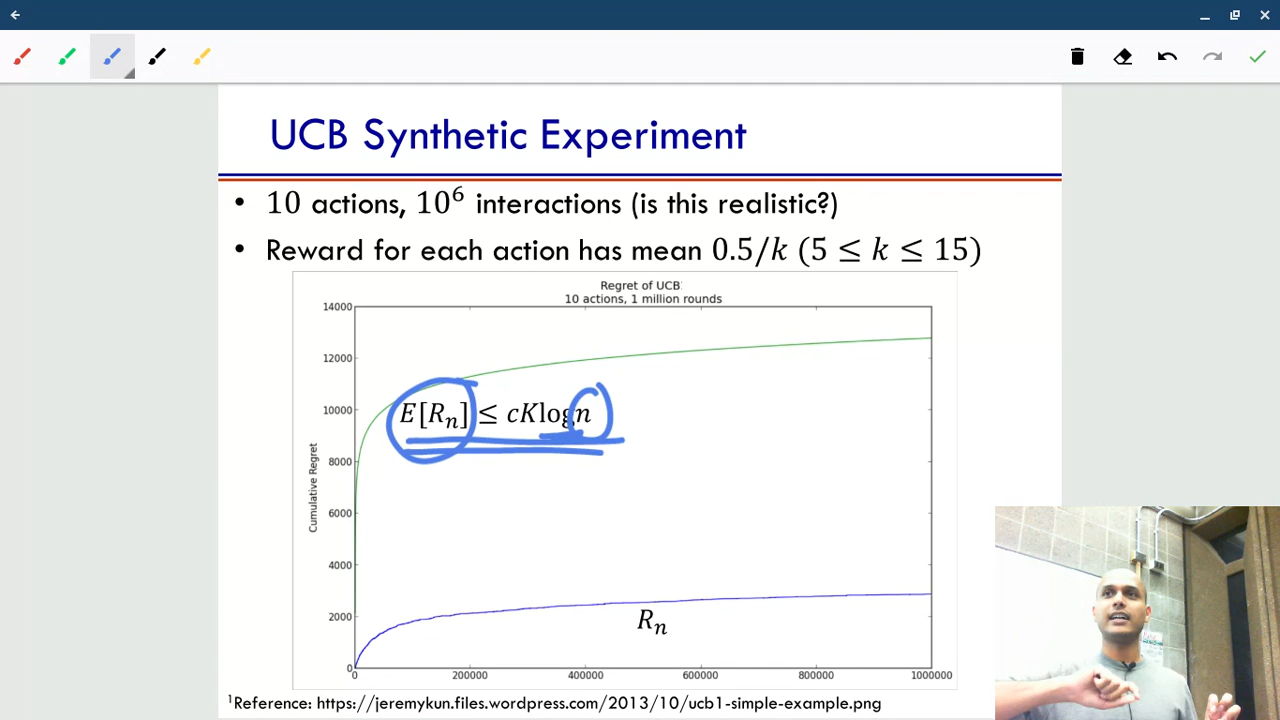 UCB Synthetic Experiment
• 10 actions, 10⁶ interactions (is this realistic?)
• Reward for each action has mean 0.5/k (5 ≤ k ≤ 15)
Regret of UCB
10 actions, 1 million rounds
14000
12000
10000
8000
6000
4000
2000
0
Cumulative Regret
E[Rₙ] ≤ cKlogn
Rₙ
0 200000 400000 600000 800000 1000000
¹Reference: https://jeremykun.files.wordpress.com/2013/10/ucb1-simple-example.png